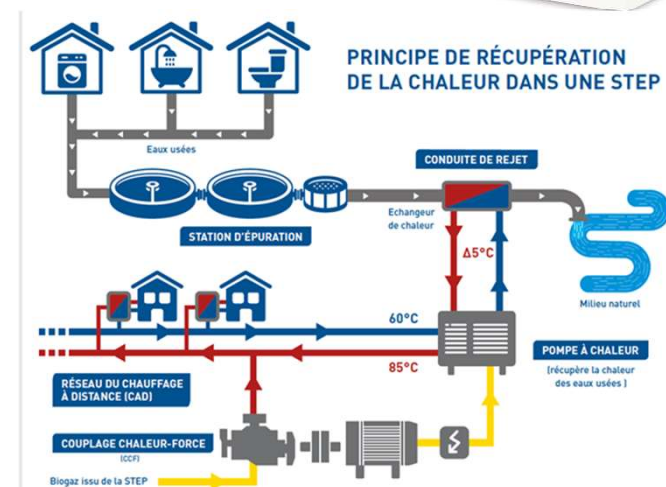 PRINCIPE DE RÉCUPÉRATION
DE LA CHALEUR DANS UNE STEP
Eaux usées
CONDUITE DE REJET
Echangeur
de chaleur
STATION D'ÉPURATION
Δ5°C
Milieu naturel
60°C
85°C
POMPE À CHALEUR
(récupère la chaleur
des eaux usées )
RÉSEAU DU CHAUFFAGE
À DISTANCE (CAD)
COUPLAGE CHALEUR-FORCE
(CCF)
Biogaz issu de la STEP